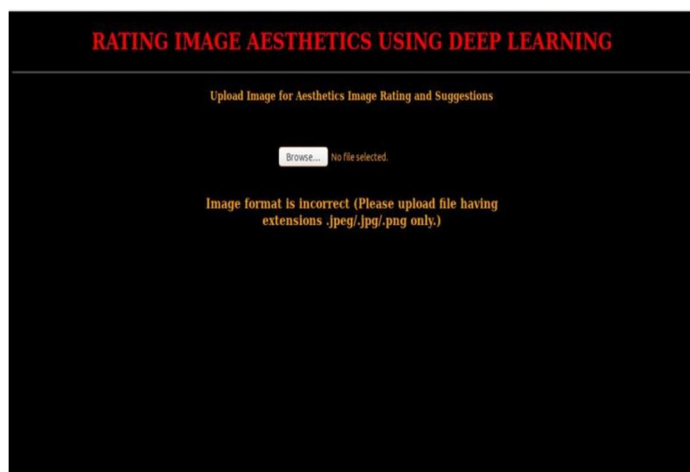 RATING IMAGE AESTHETICS USING DEEP LEARNING
Upload Image for Aesthetics Image Rating and Suggestions
Browse... No file selected.
Image format is incorrect (Please upload file having
extensions .jpeg/.jpg/.png only.)